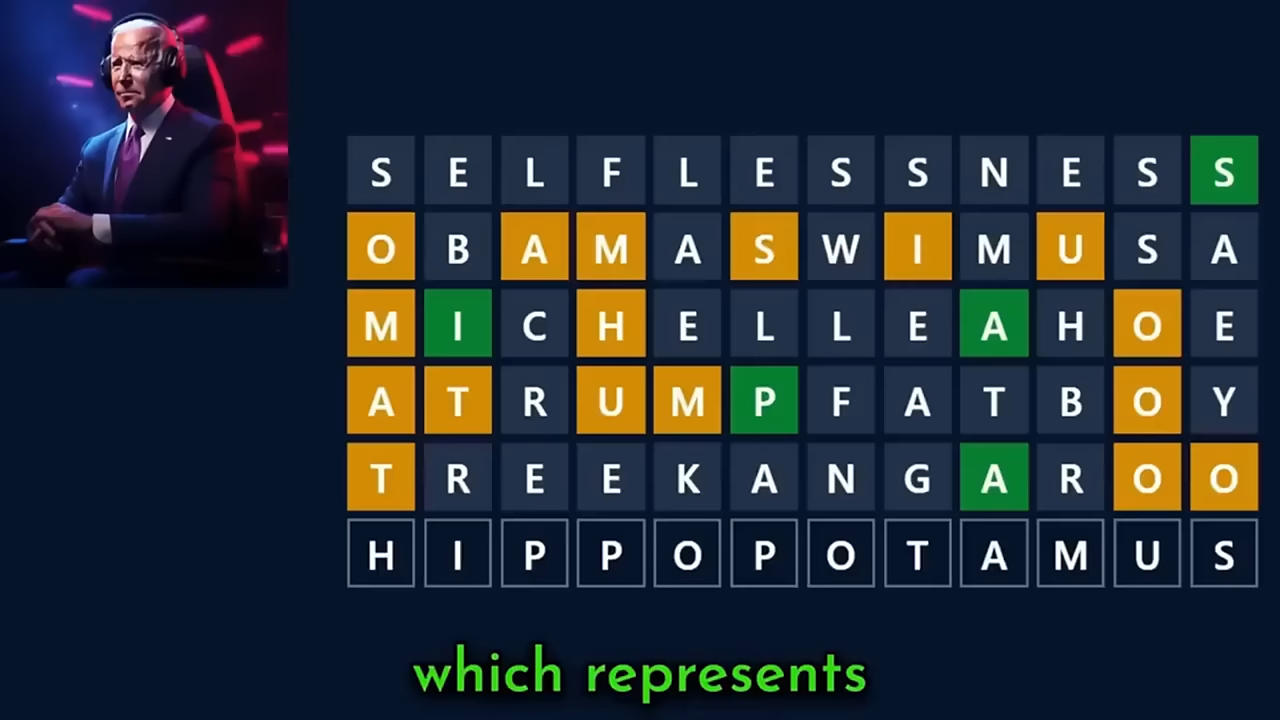 SELFLESSNESS
OBAMASWIMUSA
MICHELLEAHOE
ATRUMPFATBOY
TREEKANGAROO
HIPPOPOTAMUS
which represents